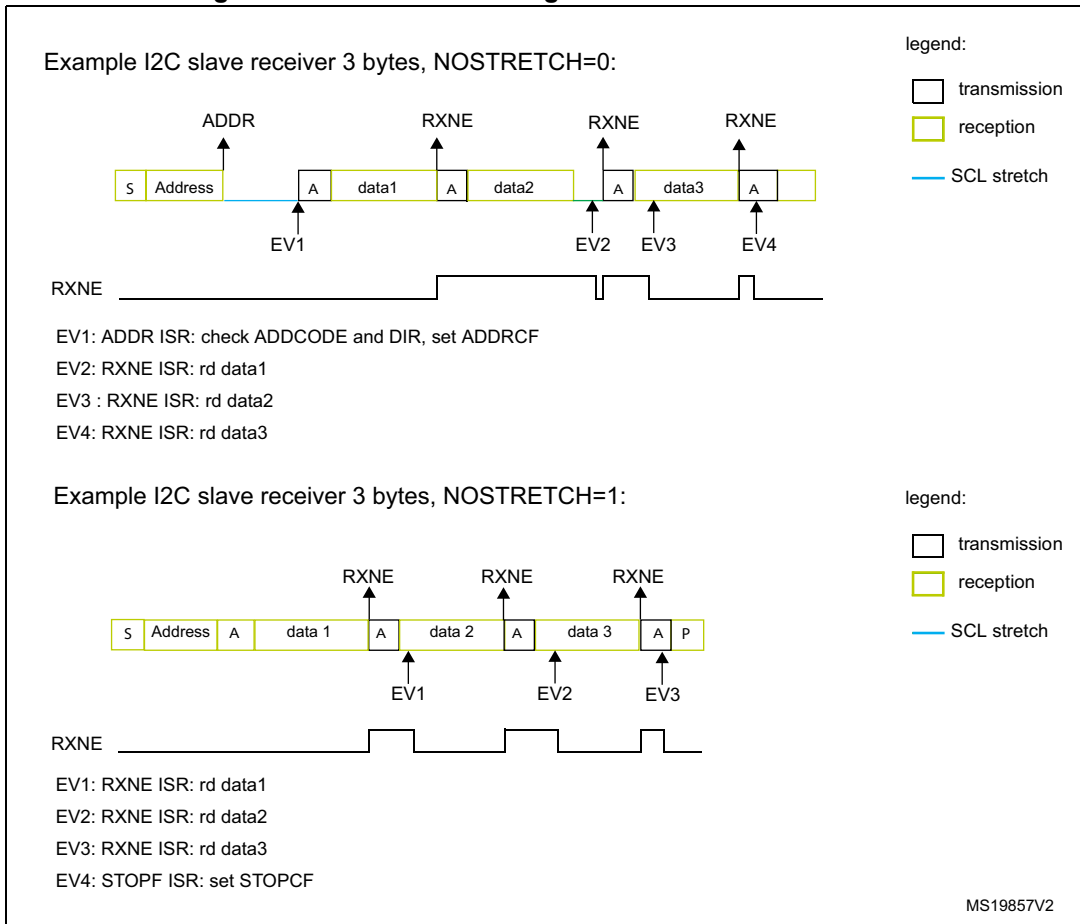 Example I2C slave receiver 3 bytes, NOSTRETCH=0:
legend:
transmission
reception
SCL stretch
ADDR RXNE RXNE RXNE
S Address A data1 A data2 A data3 A
EV1 EV2 EV3 EV4
RXNE
EV1: ADDR ISR: check ADDCODE and DIR, set ADDRCF
EV2: RXNE ISR: rd data1
EV3 : RXNE ISR: rd data2
EV4: RXNE ISR: rd data3
Example I2C slave receiver 3 bytes, NOSTRETCH=1:
legend:
transmission
reception
SCL stretch
RXNE RXNE RXNE
S Address A data 1 A data 2 A data 3 A P
EV1 EV2 EV3
RXNE
EV1: RXNE ISR: rd data1
EV2: RXNE ISR: rd data2
EV3: RXNE ISR: rd data3
EV4: STOPF ISR: set STOPCF
MS19857V2